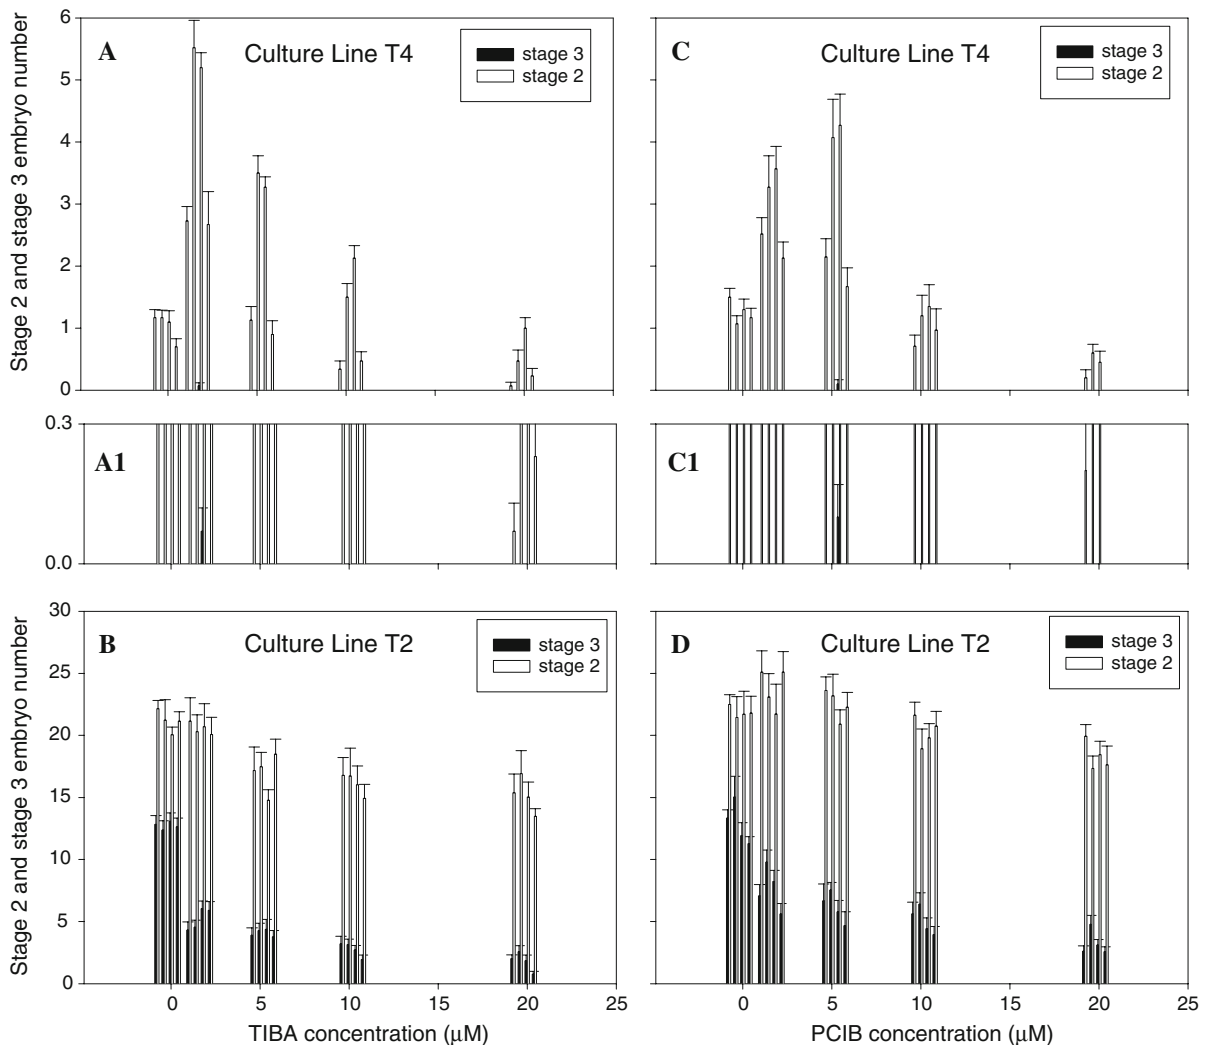 A
Culture Line T4
stage 3
stage 2
Stage 2 and stage 3 embryo number
6
5
4
3
2
1
0
C
Culture Line T4
stage 3
stage 2
A1
0.3
0.0
C1
B
Culture Line T2
stage 3
stage 2
Stage 2 and stage 3 embryo number
30
25
20
15
10
5
0
0 5 10 15 20 25
TIBA concentration (μM)
D
Culture Line T2
stage 3
stage 2
0 5 10 15 20 25
PCIB concentration (μM)